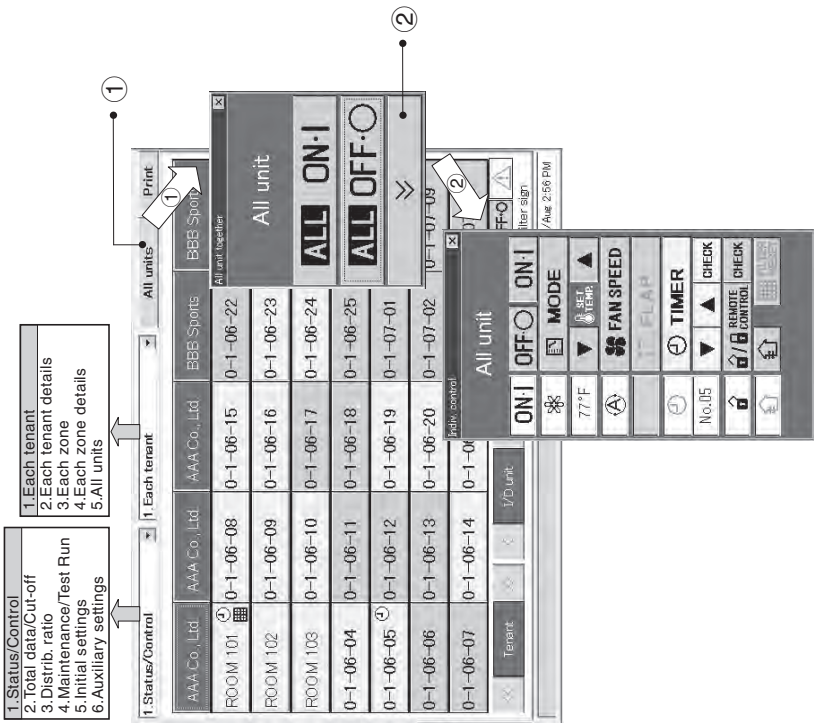 1.Status/Control
2.Total data/Cut-off
3.Distrib. ratio
4.Maintenance/Test Run
5.Initial settings
6.Auxiliary settings
1.Each tenant
2.Each tenant details
3.Each zone
4.Each zone details
5.All units
①
②
1.Status/Control 1.Each tenant All units Print
①
AAA Co., Ltd. AAA Co., Ltd. AAA Co., Ltd. BBB Sports BBB Sports
ROOM 101 0-1-06-08 0-1-06-15 0-1-06-22
ROOM 102 0-1-06-09 0-1-06-16 0-1-06-23
ROOM 103 0-1-06-10 0-1-06-17 0-1-06-24
0-1-06-04 0-1-06-11 0-1-06-18 0-1-06-25
0-1-06-05 0-1-06-12 0-1-06-19 0-1-07-01
0-1-06-06 0-1-06-13 0-1-06-20 0-1-07-02 0-1-07-09
0-1-06-07 0-1-06-14
Tenant I/D unit OFF·○
filter sign
/Aug 2:56 PM
All unit together
All unit
ALL ON·I
ALL OFF·○
②
Indiv. control
All unit
ON·I OFF·○ ON·I
MODE
77°F ▼ SET TEMP. ▲
FAN SPEED
FLAP
TIMER
No.05 ▼ ▲ CHECK
/ REMOTE CONTROL CHECK
FILTER RESET